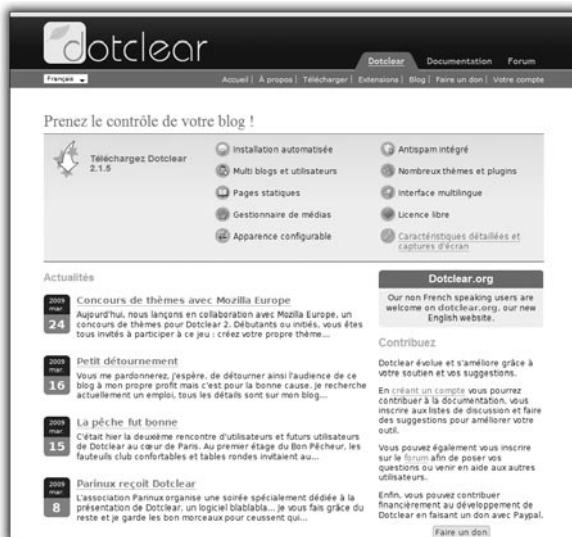 dotclear
Dotclear Documentation Forum
Français
Accueil | À propos | Télécharger | Extensions | Blog | Faire un don | Votre compte
Prenez le contrôle de votre blog !
Téléchargez Dotclear
2.1.5
Installation automatisée
Multi blogs et utilisateurs
Pages statiques
Gestionnaire de médias
Apparence configurable
Antispam intégré
Nombreux thèmes et plugins
Interface multilingue
Licence libre
Caractéristiques détaillées et
captures d'écran
Actualités
2009
mar.
24
Concours de thèmes avec Mozilla Europe
Aujourd'hui, nous lançons en collaboration avec Mozilla Europe, un
concours de thèmes pour Dotclear 2. Débutants ou initiés, vous êtes
tous invités à participer à ce jeu : créez votre propre thème...
2009
mar.
16
Petit détournement
Vous me pardonnerez, j'espère, de détourner ainsi l'audience de ce
blog à mon propre profit mais c'est pour la bonne cause. Je recherche
actuellement un emploi, tous les détails sont sur mon blog...
2009
mar.
15
La pêche fut bonne
C'était hier la deuxième rencontre d'utilisateurs et futurs utilisateurs
de Dotclear au cœur de Paris. Au premier étage du Bon Pêcheur, les
fauteuils club confortables et tables rondes invitaient au...
2009
mar.
8
Parinux reçoit Dotclear
L'association Parinux organise une soirée spécialement dédiée à la
présentation de Dotclear, un logiciel blablabla... je vous fais grâce du
reste et je garde les bon morceaux pour ceussent qui...
Dotclear.org
Our non French speaking users are
welcome on dotclear.org, our new
English website.
Contribuez
Dotclear évolue et s'améliore grâce à
votre soutien et vos suggestions.
En créant un compte vous pourrez
contribuer à la documentation, vous
inscrire aux listes de discussion et faire
des suggestions pour améliorer votre
outil.
Vous pouvez également vous inscrire
sur le forum afin de poser vos
questions ou venir en aide aux autres
utilisateurs.
Enfin, vous pouvez contribuer
financièrement au développement de
Dotclear en faisant un don avec Paypal.
Faire un don